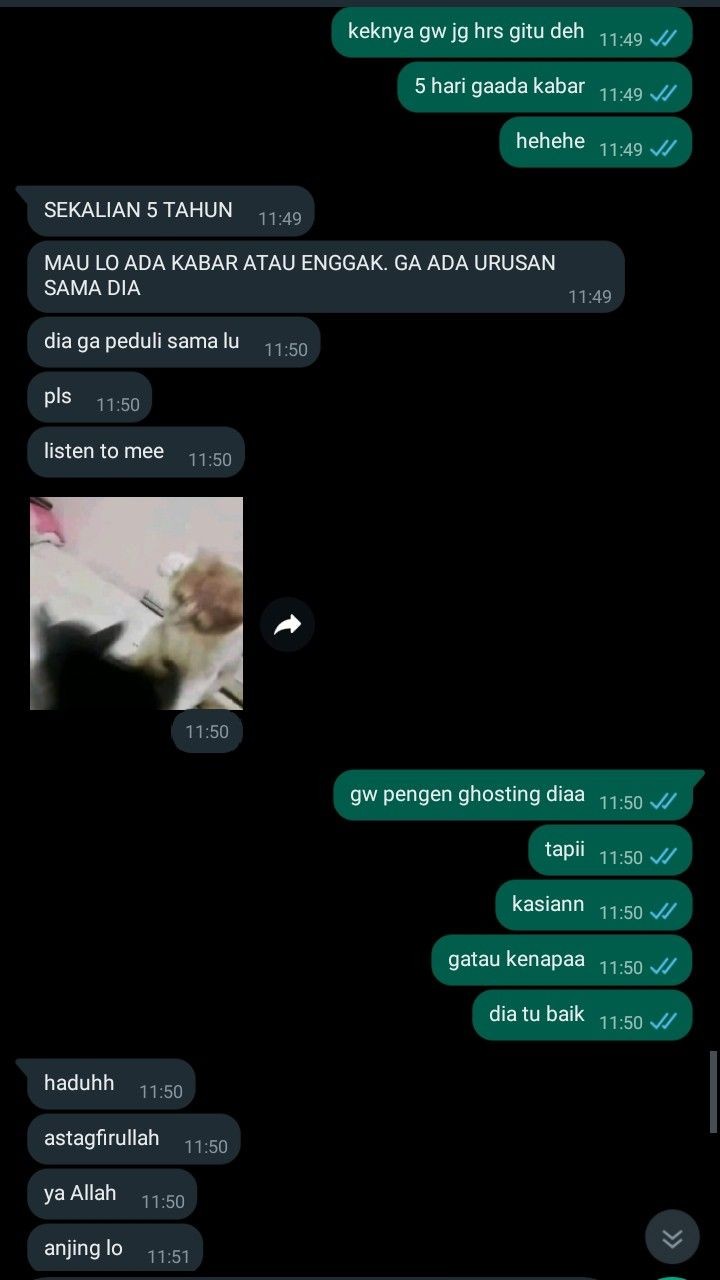 keknya gw jg hrs gitu deh 11:49
5 hari gaada kabar 11:49
hehehe 11:49
SEKALIAN 5 TAHUN 11:49
MAU LO ADA KABAR ATAU ENGGAK. GA ADA URUSAN
SAMA DIA 11:49
dia ga peduli sama lu 11:50
pls 11:50
listen to mee 11:50
11:50
gw pengen ghosting diaa 11:50
tapii 11:50
kasiann 11:50
gatau kenapaa 11:50
dia tu baik 11:50
haduhh 11:50
astagfirullah 11:50
ya Allah 11:50
anjing lo 11:51